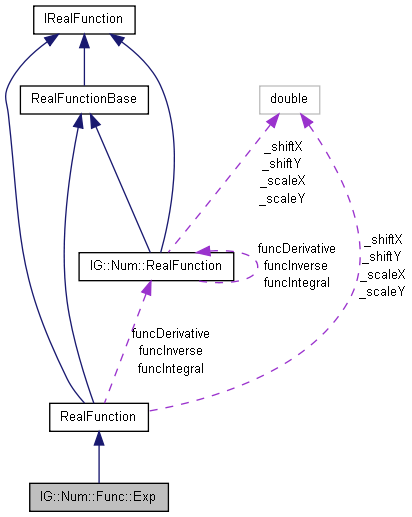 IRealFunction
RealFunctionBase
double
_shiftX
_shiftY
_scaleX
_scaleY
IG::Num::RealFunction
funcDerivative
funcInverse
funcIntegral
_shiftX
_shiftY
_scaleX
_scaleY
funcDerivative
funcInverse
funcIntegral
RealFunction
IG::Num::Func::Exp